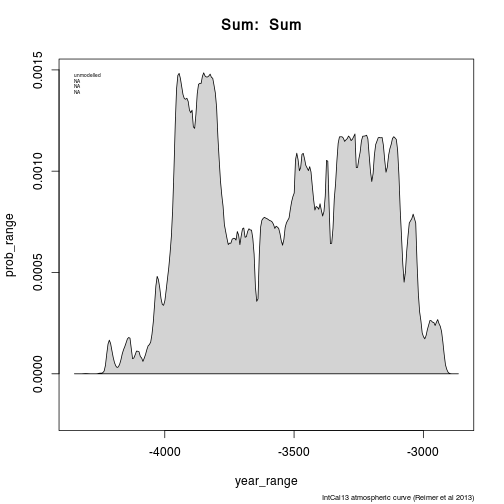 Sum:  Sum
unmodelled
NA
NA
NA
0.0015
0.0010
0.0005
0.0000
prob_range
-4000
-3500
-3000
year_range
IntCal13 atmospheric curve (Reimer et al 2013)